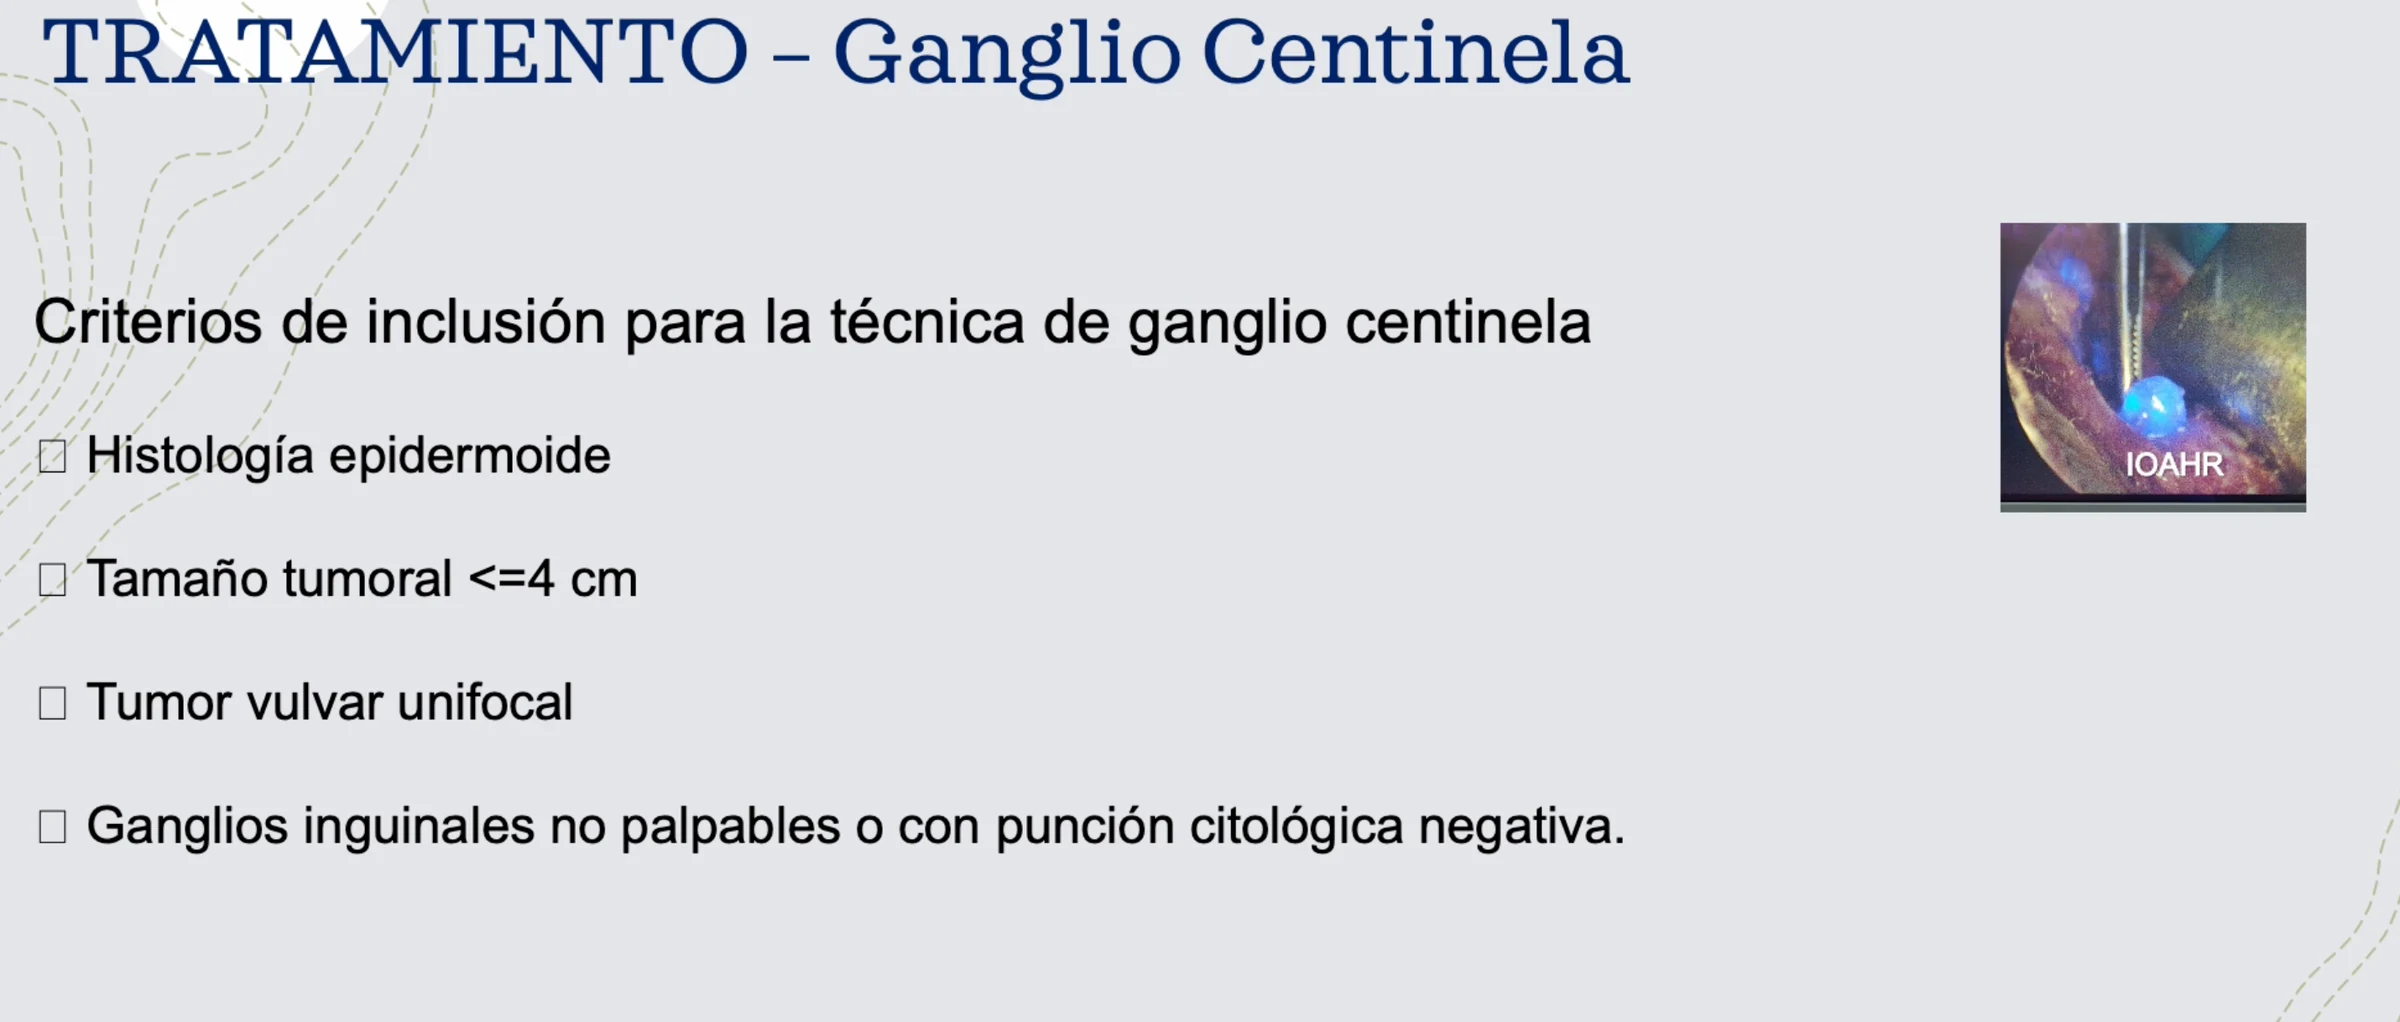 TRATAMIENTO – Ganglio Centinela
Criterios de inclusión para la técnica de ganglio centinela
Histología epidermoide
Tamaño tumoral <=4 cm
Tumor vulvar unifocal
Ganglios inguinales no palpables o con punción citológica negativa.
IOAHR